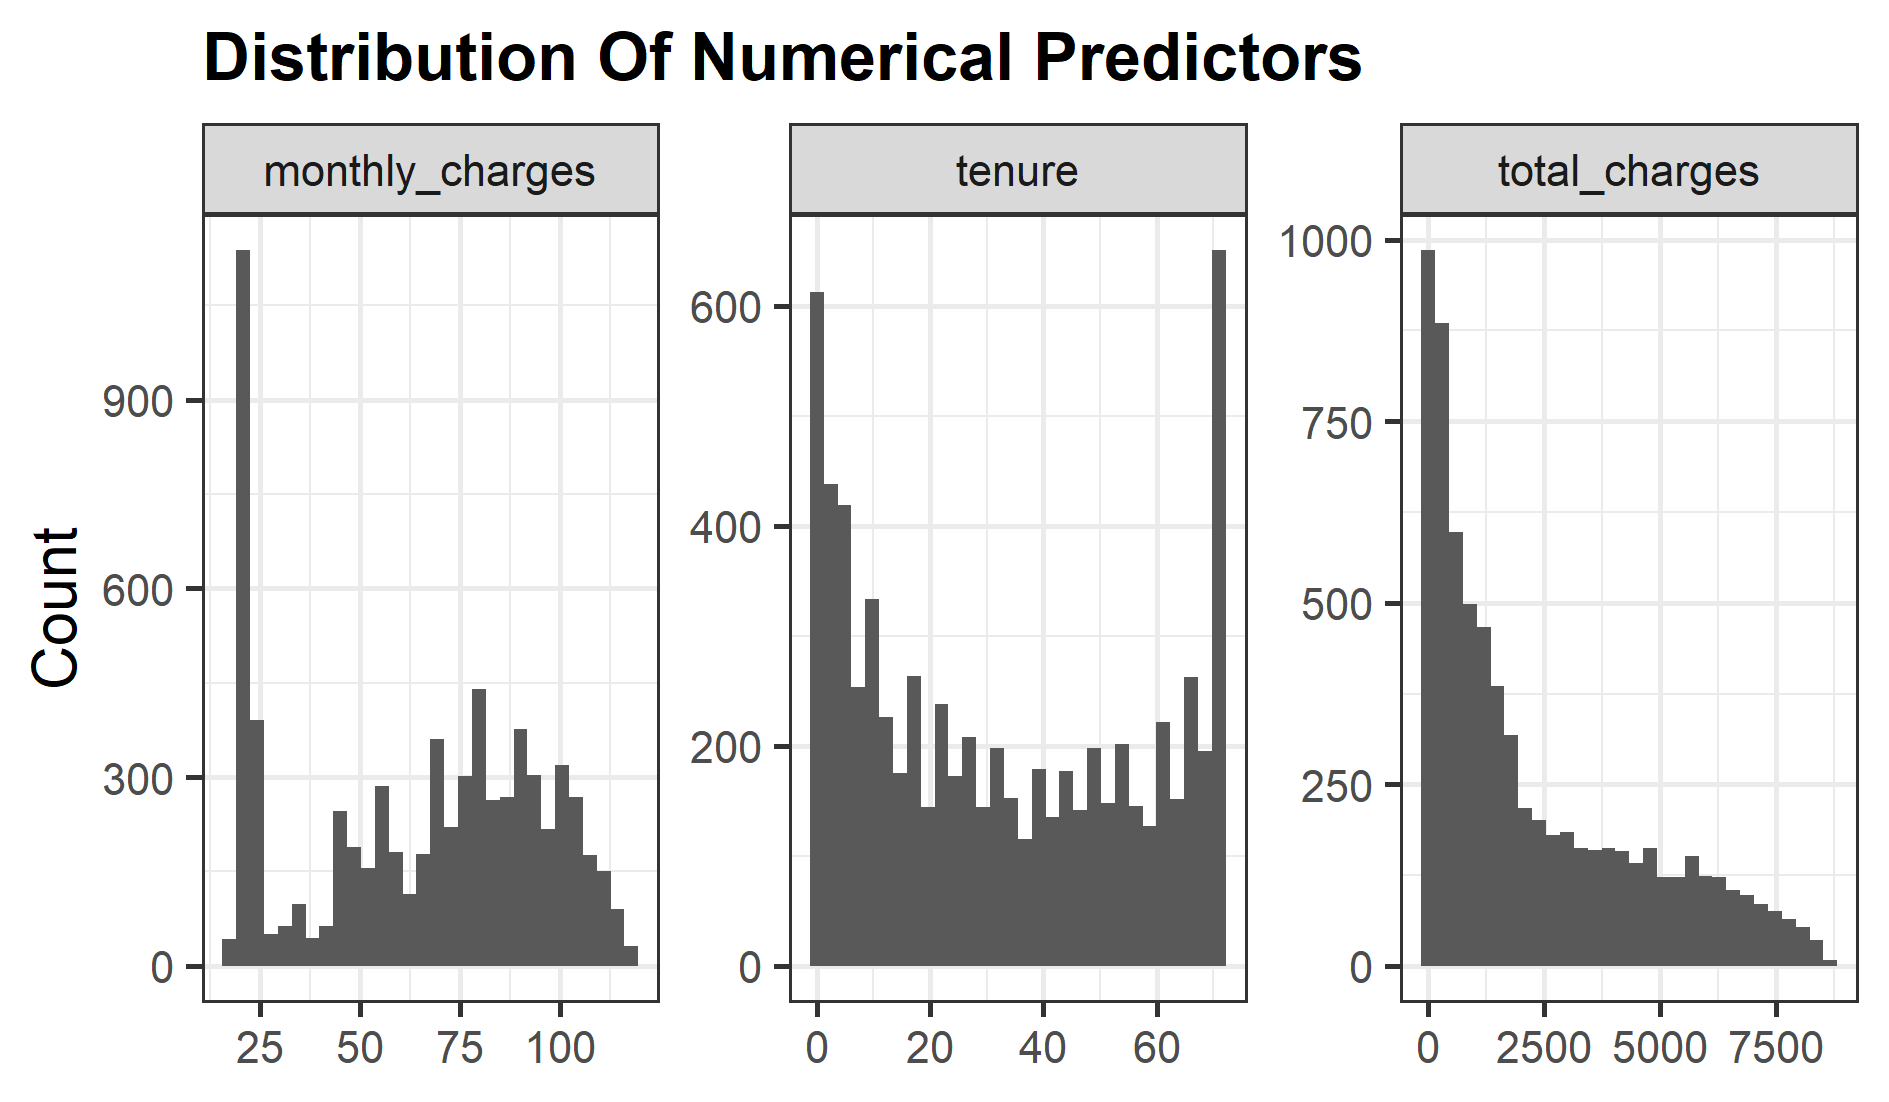 Distribution Of Numerical Predictors
monthly_charges
tenure
total_charges
Count
900
600
300
0
25 50 75 100
600
400
200
0
0 20 40 60
1000
750
500
250
0
0 2500 5000 7500